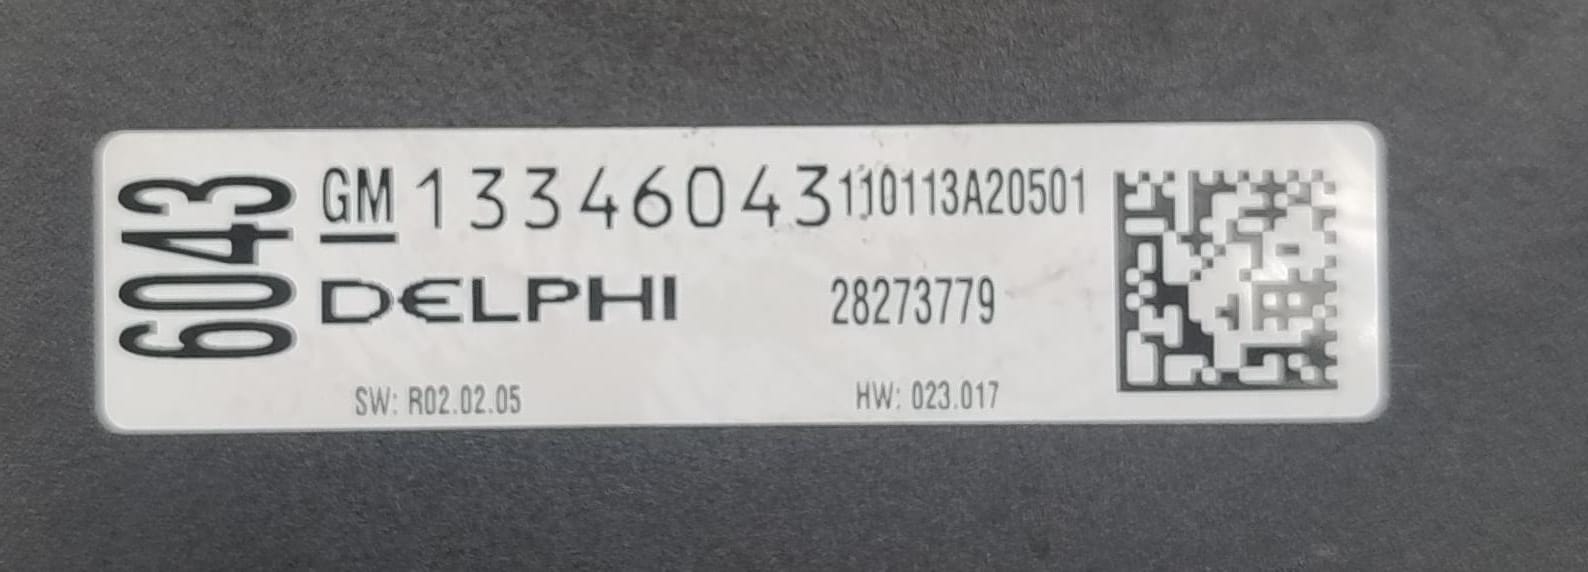 6043
GM 13346043 110113A20501
DELPHI 28273779
SW: R02.02.05 HW: 023.017